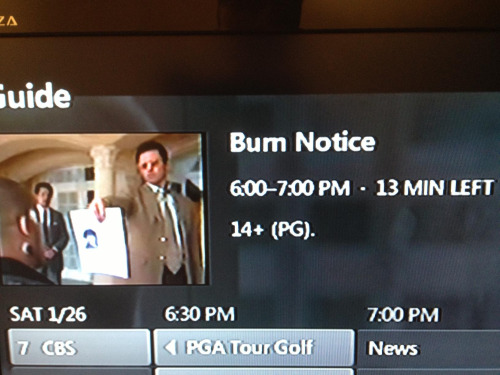 ZA
Guide
Burn Notice
6:00–7:00 PM · 13 MIN LEFT
14+ (PG).
SAT 1/26 6:30 PM 7:00 PM
7 CBS PGA Tour Golf News